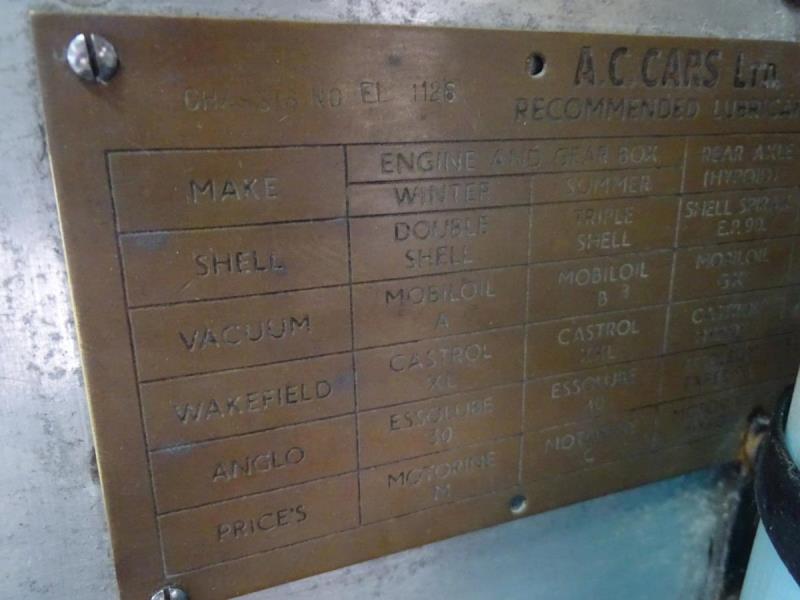 A.C. CARS LTD.
CHASSIS NO EL 1126
RECOMMENDED LUBRICA
MAKE
ENGINE AND GEAR BOX
WINTER
SUMMER
REAR AXLE
(HYPOID)
SHELL
DOUBLE
SHELL
TRIPLE
SHELL
SHELL SPIRAX
E.P. 90.
VACUUM
MOBILOIL
A
MOBILOIL
B
MOBILOIL
GX
WAKEFIELD
CASTROL
XL
CASTROL
XXL
CASTROL
ANGLO
ESSOLUBE
30
ESSOLUBE
40
PRICE'S
MOTORINE
M
MOTORINE
C